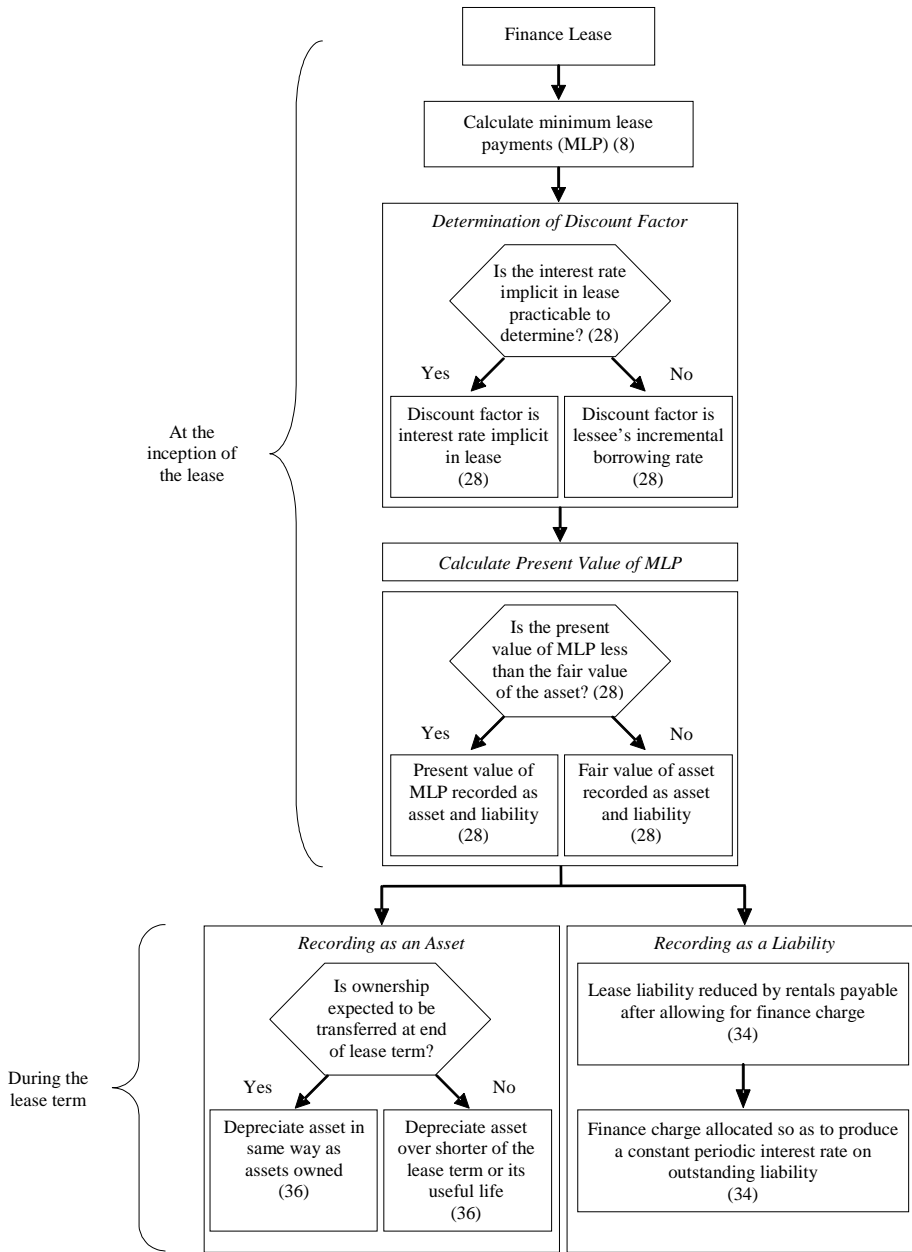 Finance Lease
Calculate minimum lease
payments (MLP) (8)
Determination of Discount Factor
Is the interest rate
implicit in lease
practicable to
determine? (28)
Yes
No
Discount factor is
interest rate implicit
in lease
(28)
Discount factor is
lessee’s incremental
borrowing rate
(28)
At the
inception of
the lease
Calculate Present Value of MLP
Is the present
value of MLP less
than the fair value
of the asset? (28)
Yes
No
Present value of
MLP recorded as
asset and liability
(28)
Fair value of asset
recorded as asset
and liability
(28)
During the
lease term
Recording as an Asset
Is ownership
expected to be
transferred at end
of lease term?
Yes
No
Depreciate asset in
same way as
assets owned
(36)
Depreciate asset
over shorter of the
lease term or its
useful life
(36)
Recording as a Liability
Lease liability reduced by rentals payable
after allowing for finance charge
(34)
Finance charge allocated so as to produce
a constant periodic interest rate on
outstanding liability
(34)